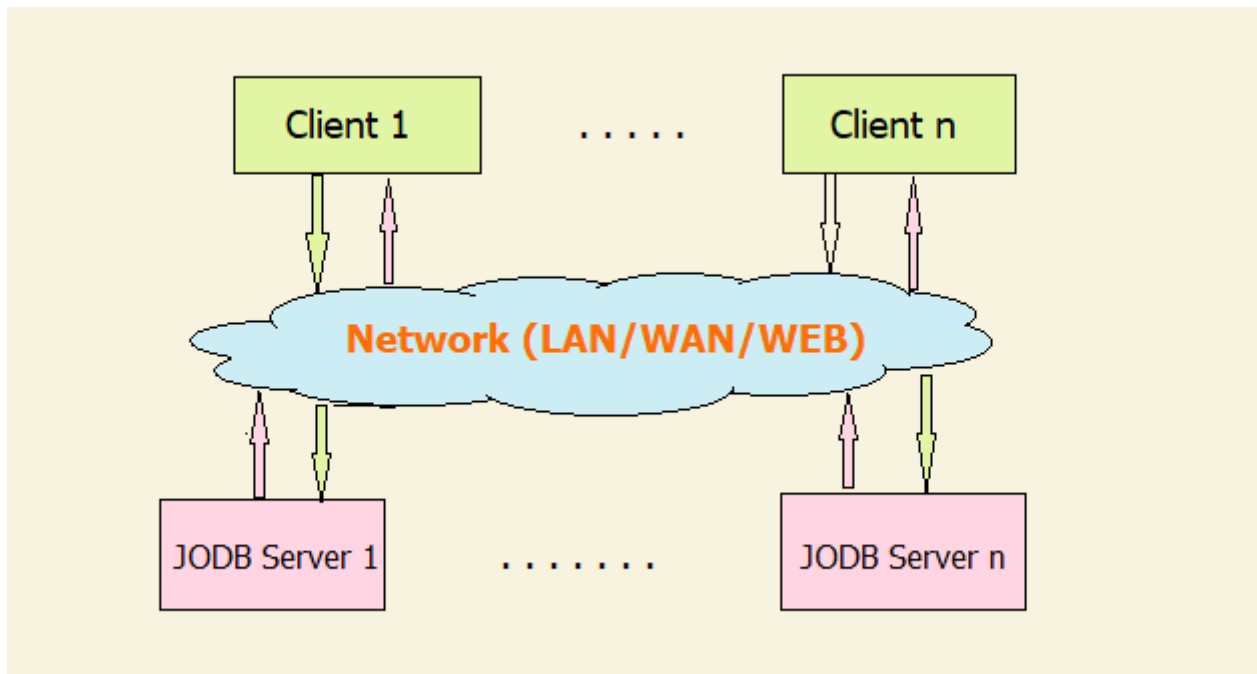 Client 1 . . . . . Client n
Network (LAN/WAN/WEB)
JODB Server 1 . . . . . . . JODB Server n